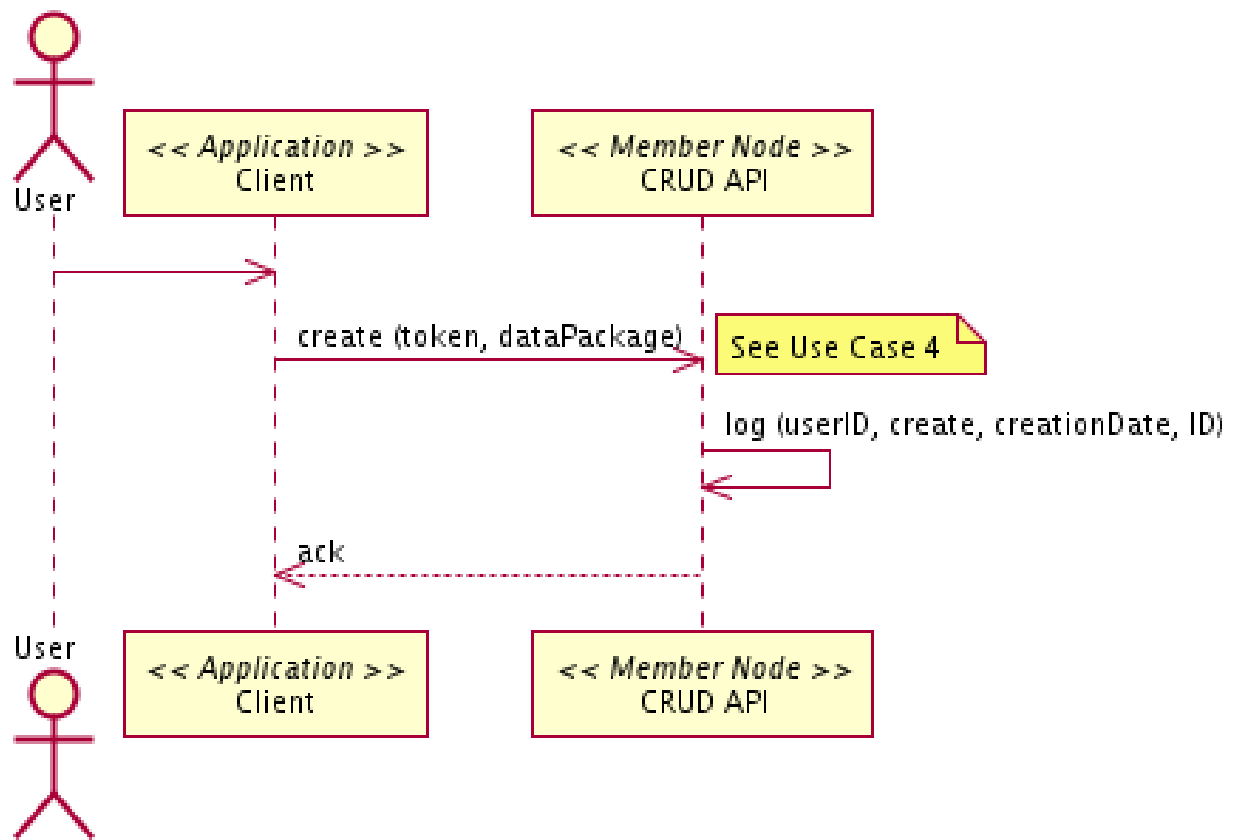 User
<< Application >>
Client
<< Member Node >>
CRUD API
create (token, dataPackage)
See Use Case 4
log (userID, create, creationDate, ID)
ack
User
<< Application >>
Client
<< Member Node >>
CRUD API